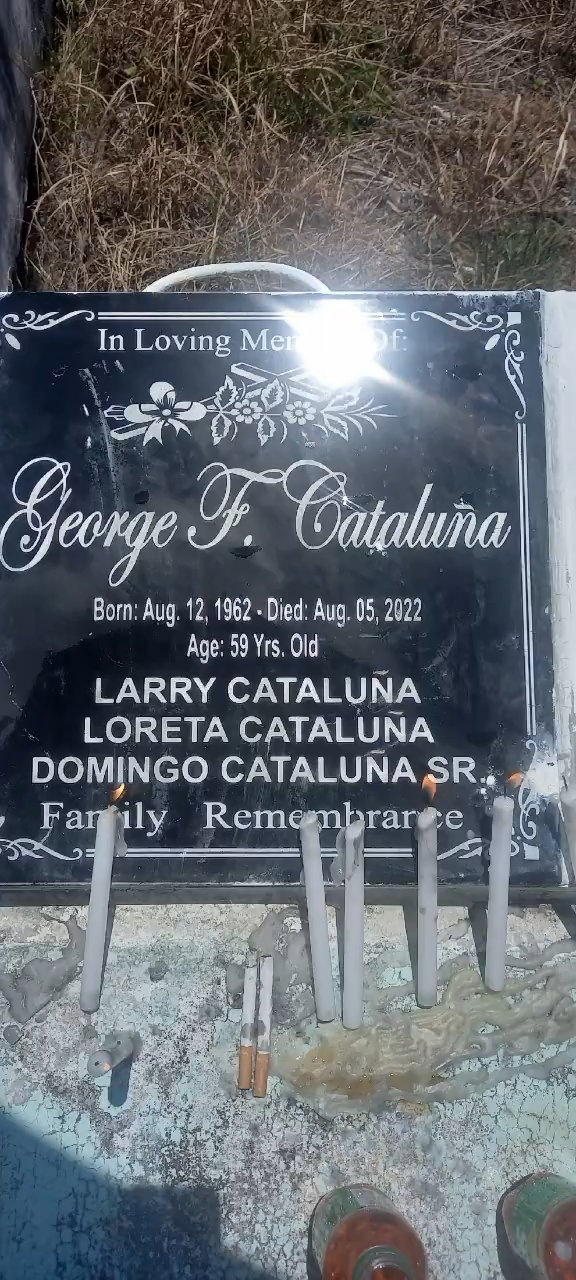 In Loving Of:
George F. Cataluña
Born: Aug. 12, 1962 - Died: Aug. 05, 2022
Age: 59 Yrs. Old
LARRY CATALUÑA
LORETA CATALUÑA
DOMINGO CATALUÑA SR.
Family Remembrance